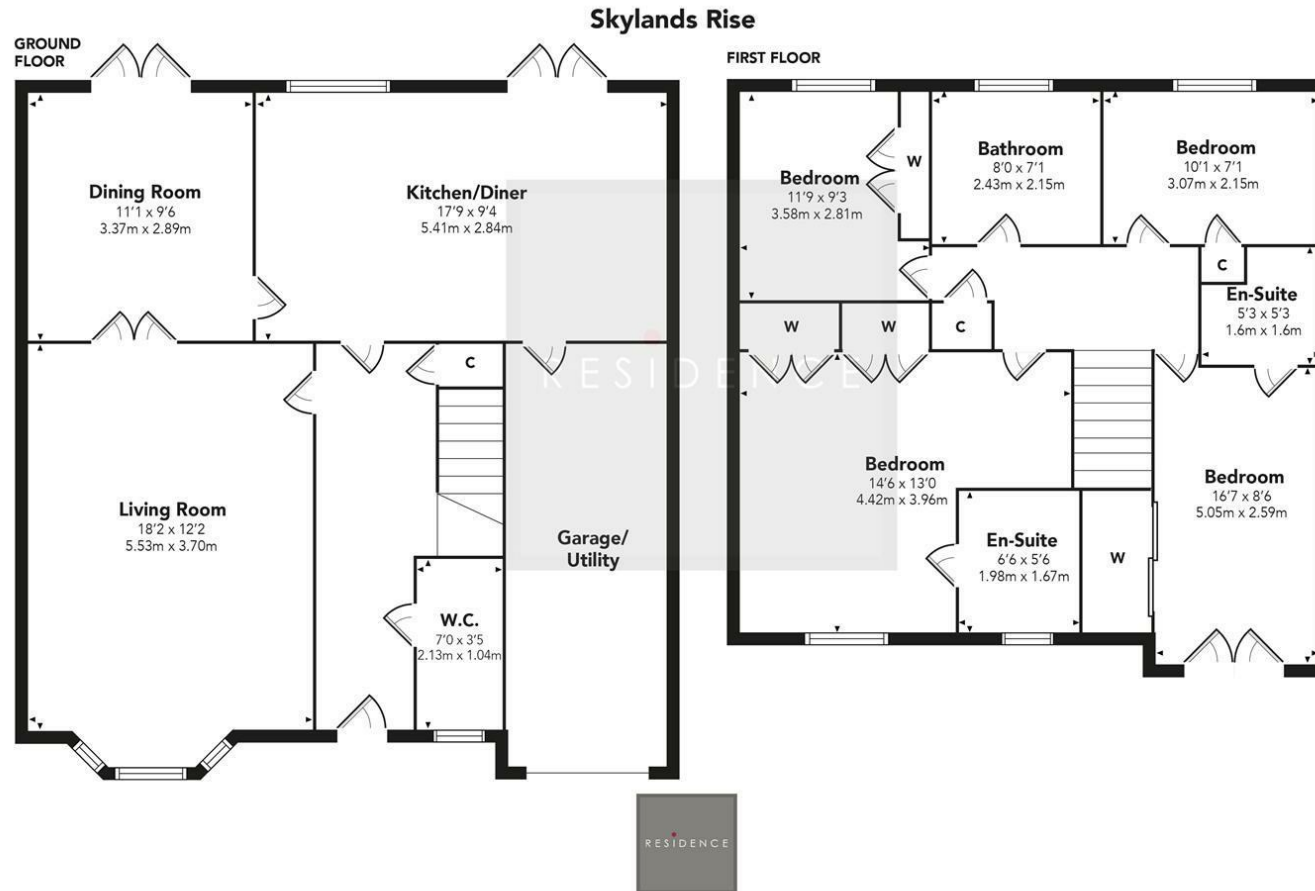 Skylands Rise
GROUND
FLOOR
Dining Room
11'1 x 9'6
3.37m x 2.89m
Kitchen/Diner
17'9 x 9'4
5.41m x 2.84m
Living Room
18'2 x 12'2
5.53m x 3.70m
C
W.C.
7'0 x 3'5
2.13m x 1.04m
Garage/
Utility
FIRST FLOOR
Bedroom
11'9 x 9'3
3.58m x 2.81m
W
Bathroom
8'0 x 7'1
2.43m x 2.15m
Bedroom
10'1 x 7'1
3.07m x 2.15m
C
En-Suite
5'3 x 5'3
1.6m x 1.6m
W
W
C
Bedroom
14'6 x 13'0
4.42m x 3.96m
En-Suite
6'6 x 5'6
1.98m x 1.67m
W
Bedroom
16'7 x 8'6
5.05m x 2.59m
RESIDENCE
RESIDENCE